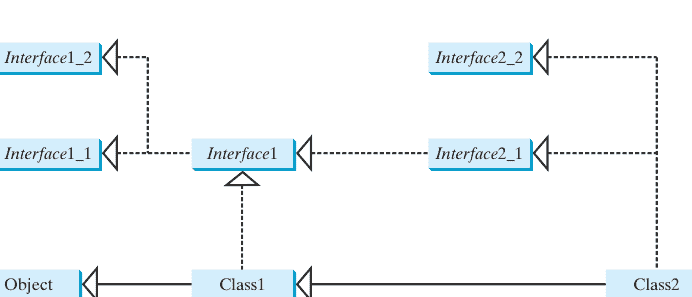 Interface1_2
Interface2_2
Interface1_1
Interface1
Interface2_1
Object
Class1
Class2